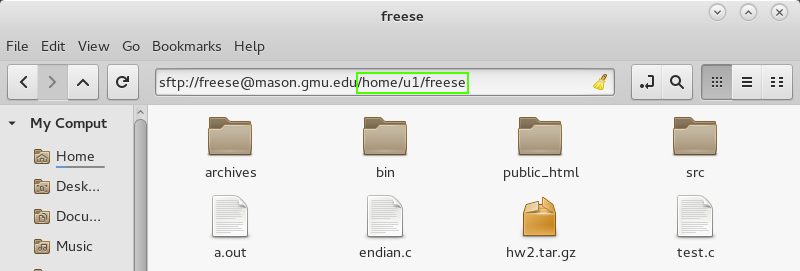 freese
File Edit View Go Bookmarks Help
sftp://freese@mason.gmu.edu/home/u1/freese
My Comput
Home
Desk...
Docu...
Music
archives bin public_html src
a.out endian.c hw2.tar.gz test.c